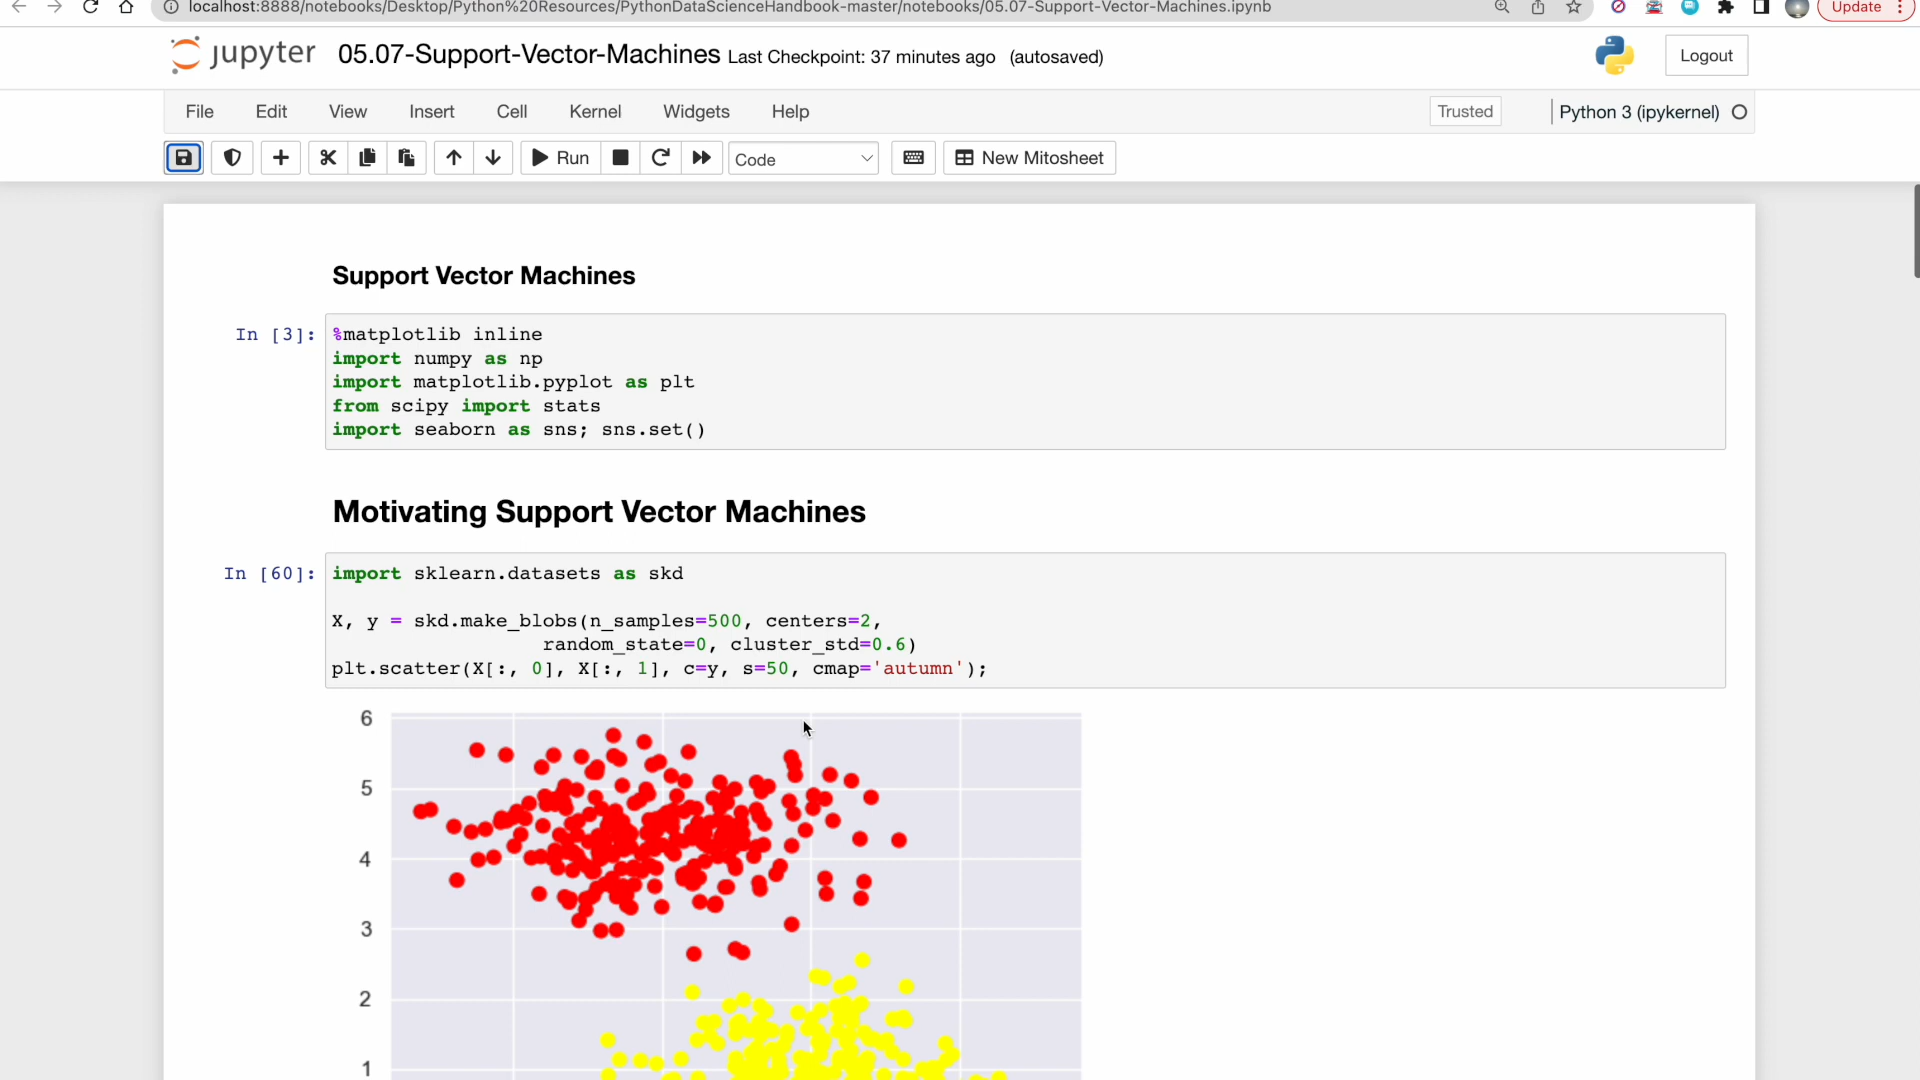 localhost:8888/notebooks/Desktop/Python%20Resources/PythonDataScienceHandbook-master/notebooks/05.07-Support-Vector-Machines.ipynb
Update
jupyter 05.07-Support-Vector-Machines Last Checkpoint: 37 minutes ago (autosaved)
Logout
File Edit View Insert Cell Kernel Widgets Help
Trusted
Python 3 (ipykernel)
Run
Code
New Mitosheet
Support Vector Machines
In [3]: %matplotlib inline
import numpy as np
import matplotlib.pyplot as plt
from scipy import stats
import seaborn as sns; sns.set()
Motivating Support Vector Machines
In [60]: import sklearn.datasets as skd
X, y = skd.make_blobs(n_samples=500, centers=2,
random_state=0, cluster_std=0.6)
plt.scatter(X[:, 0], X[:, 1], c=y, s=50, cmap='autumn');
6
5
4
3
2
1